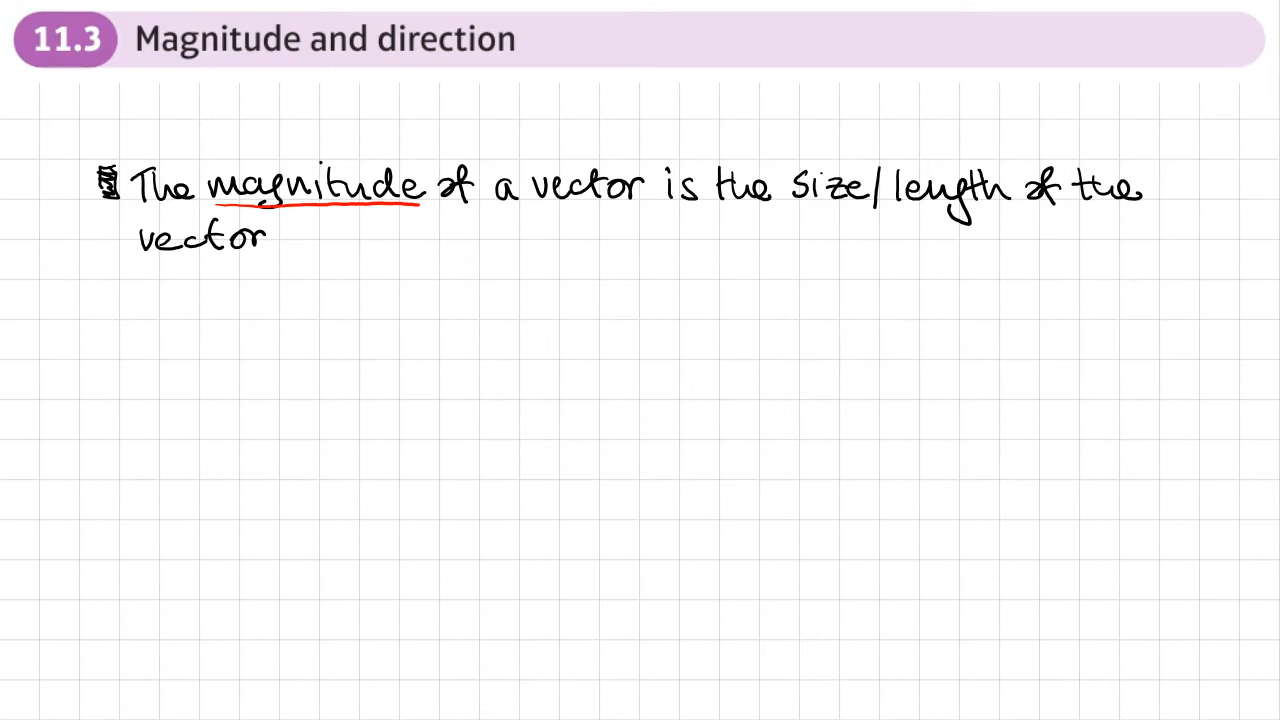 11.3 Magnitude and direction
The magnitude of a vector is the size/length of the
vector